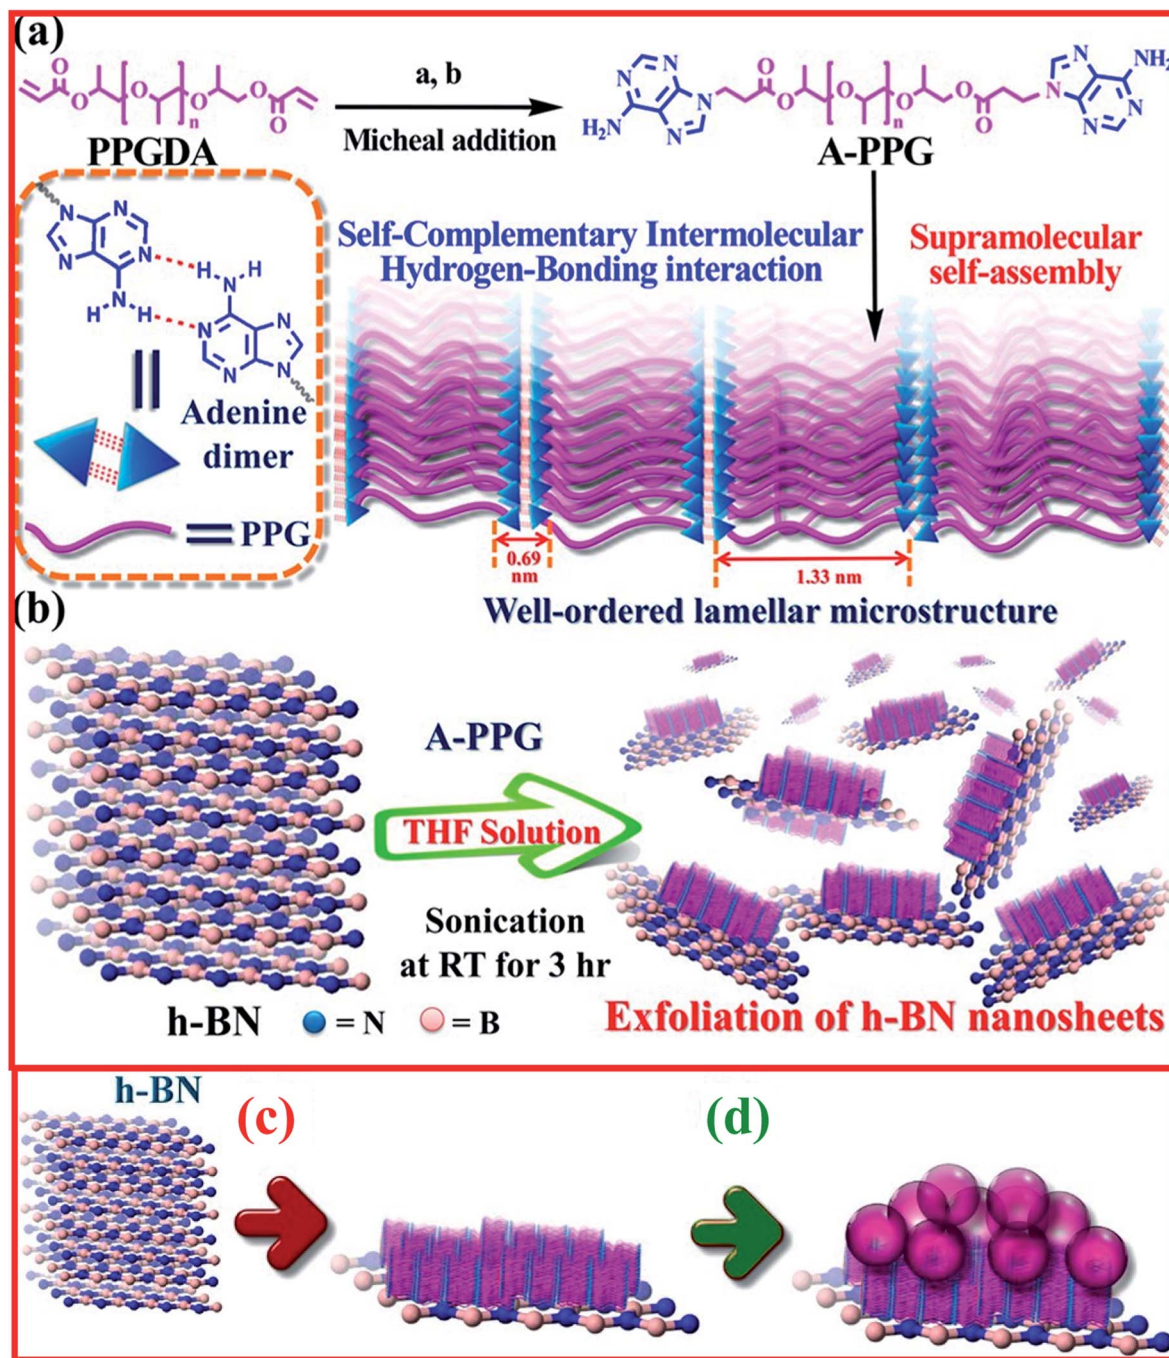 (a)
O
O
O
O
O
O
n
PPGDA
a, b
Micheal addition
N
N
N
N
H₂N
O
O
O
O
O
O
n
N
N
N
N
NH₂
A-PPG
N
N
N
N
N
H
H
H
H
N
N
N
N
N
Adenine
dimer
PPG
Self-Complementary Intermolecular
Hydrogen-Bonding interaction
Supramolecular
self-assembly
0.69
nm
1.33 nm
Well-ordered lamellar microstructure
(b)
A-PPG
THF Solution
Sonication
at RT for 3 hr
h-BN
= N
= B
Exfoliation of h-BN nanosheets
h-BN
(c)
(d)